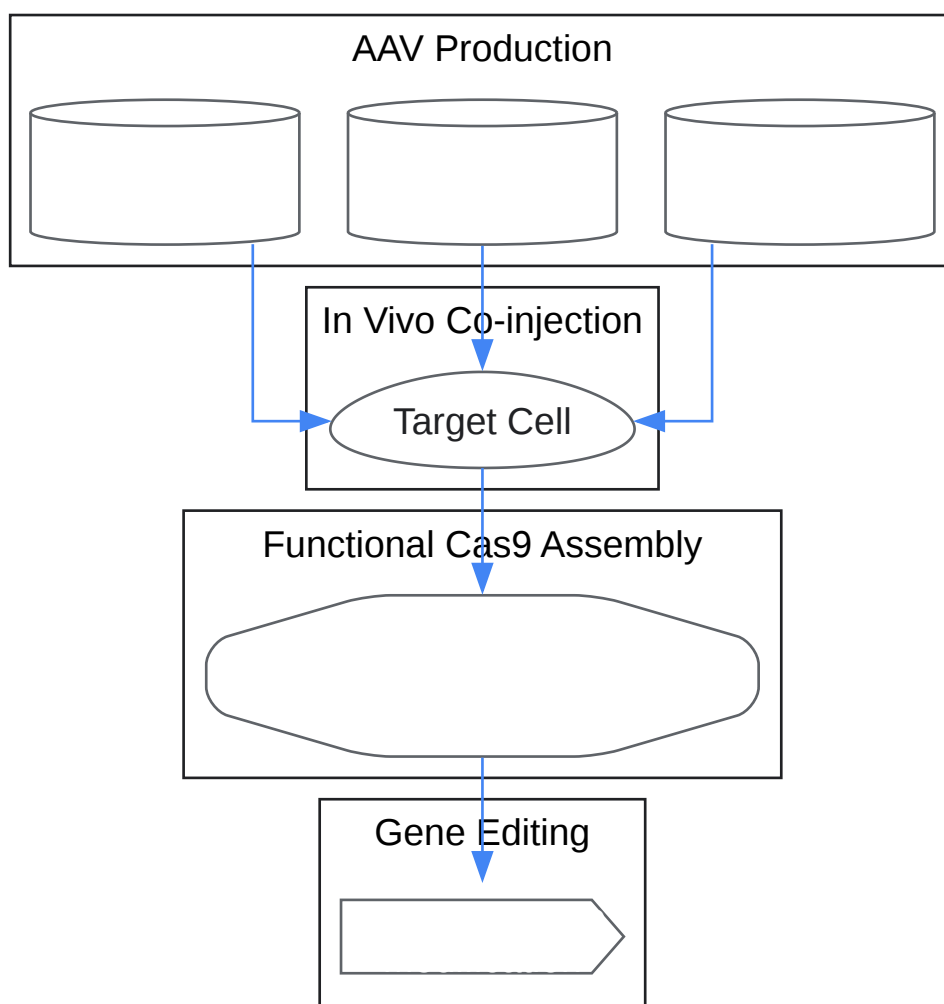 AAV Production
In Vivo Co-injection
Target Cell
Functional Cas9 Assembly
Gene Editing